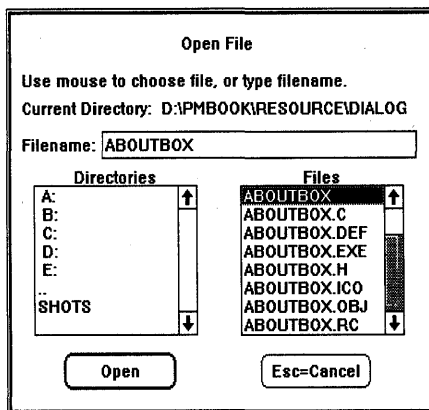 Open File
Use mouse to choose file, or type filename.
Current Directory: D:\PMBOOK\RESOURCE\DIALOG
Filename: ABOUTBOX
Directories
A:
B:
C:
D:
E:
..
SHOTS
Files
ABOUTBOX
ABOUTBOX.C
ABOUTBOX.DEF
ABOUTBOX.EXE
ABOUTBOX.H
ABOUTBOX.ICO
ABOUTBOX.OBJ
ABOUTBOX.RC
Open
Esc=Cancel